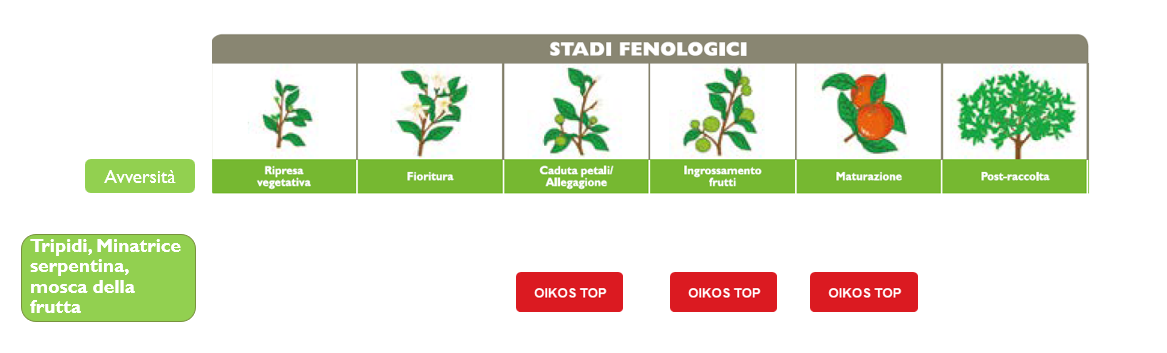 STADI FENOLOGICI
Avversità
Ripresa
vegetativa
Fioritura
Caduta petali/
Allegagione
Ingrossamento
frutti
Maturazione
Post-raccolta
Tripidi, Minatrice
serpentina,
mosca della
frutta
OIKOS TOP
OIKOS TOP
OIKOS TOP